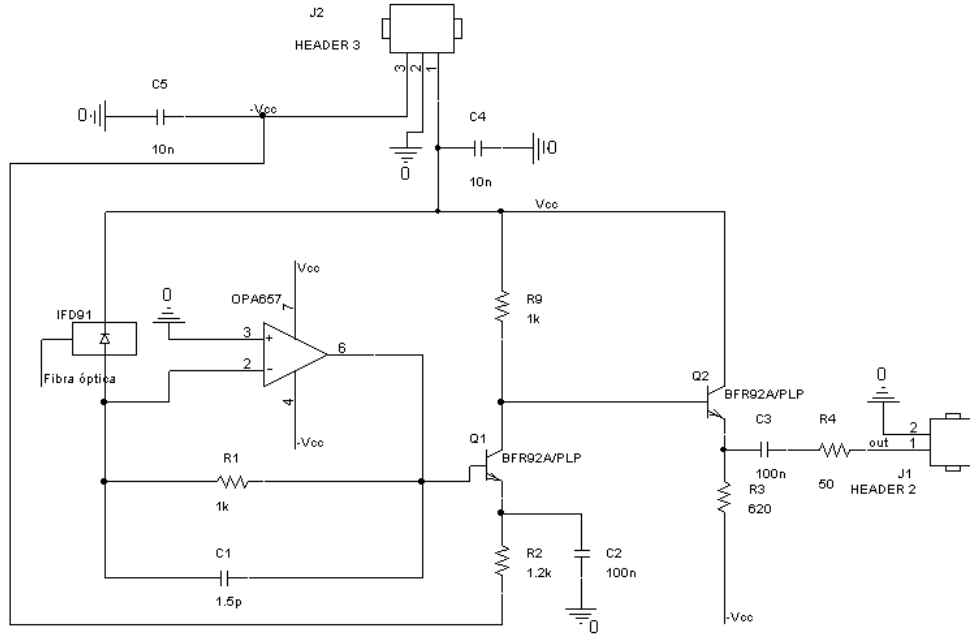 J2
HEADER 3
3
2
1
C5
0
-Vcc
10n
C4
0
10n
0
Vcc
Vcc
0
OPA657
7
R9
1k
IFD91
3
+
6
2
-
Fibra óptica
4
-Vcc
Q2
BFR92A/PLP
0
C3
R4
2
out
1
100n
50
J1
HEADER 2
Q1
BFR92A/PLP
R1
1k
R3
620
C1
1.5p
R2
1.2k
C2
100n
0
-Vcc